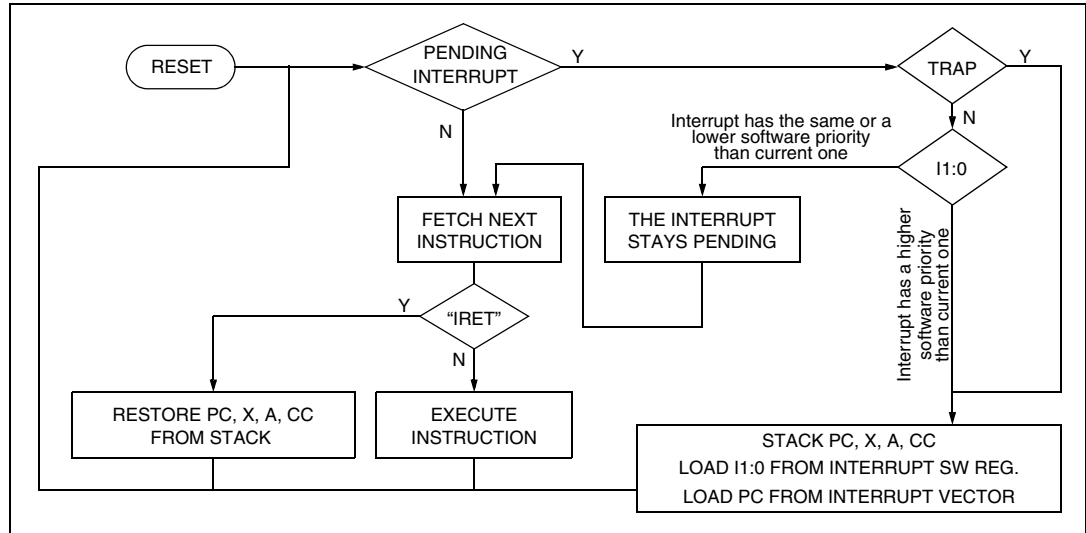 RESET
PENDING
INTERRUPT
Y
TRAP
Y
N
N
Interrupt has the same or a
lower software priority
than current one
I1:0
FETCH NEXT
INSTRUCTION
THE INTERRUPT
STAYS PENDING
Interrupt has a higher
software priority
than current one
Y
“IRET”
N
RESTORE PC, X, A, CC
FROM STACK
EXECUTE
INSTRUCTION
STACK PC, X, A, CC
LOAD I1:0 FROM INTERRUPT SW REG.
LOAD PC FROM INTERRUPT VECTOR